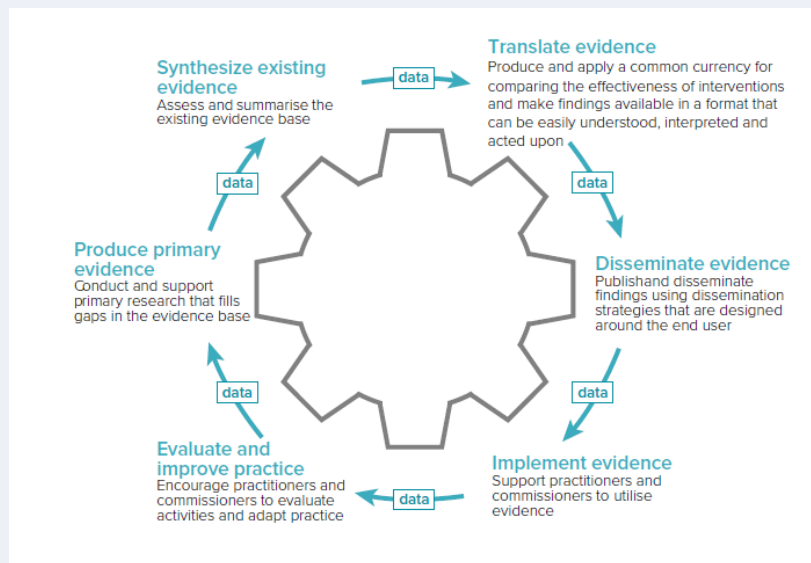 Synthesize existing
evidence
Assess and summarise the
existing evidence base
data
Translate evidence
Produce and apply a common currency for
comparing the effectiveness of interventions
and make findings available in a format that
can be easily understood, interpreted and
acted upon
data
Disseminate evidence
Publishand disseminate
findings using dissemination
strategies that are designed
around the end user
data
Implement evidence
Support practitioners and
commissioners to utilise
evidence
data
Evaluate and
improve practice
Encourage practitioners and
commissioners to evaluate
activities and adapt practice
data
Produce primary
evidence
Conduct and support
primary research that fills
gaps in the evidence base
data